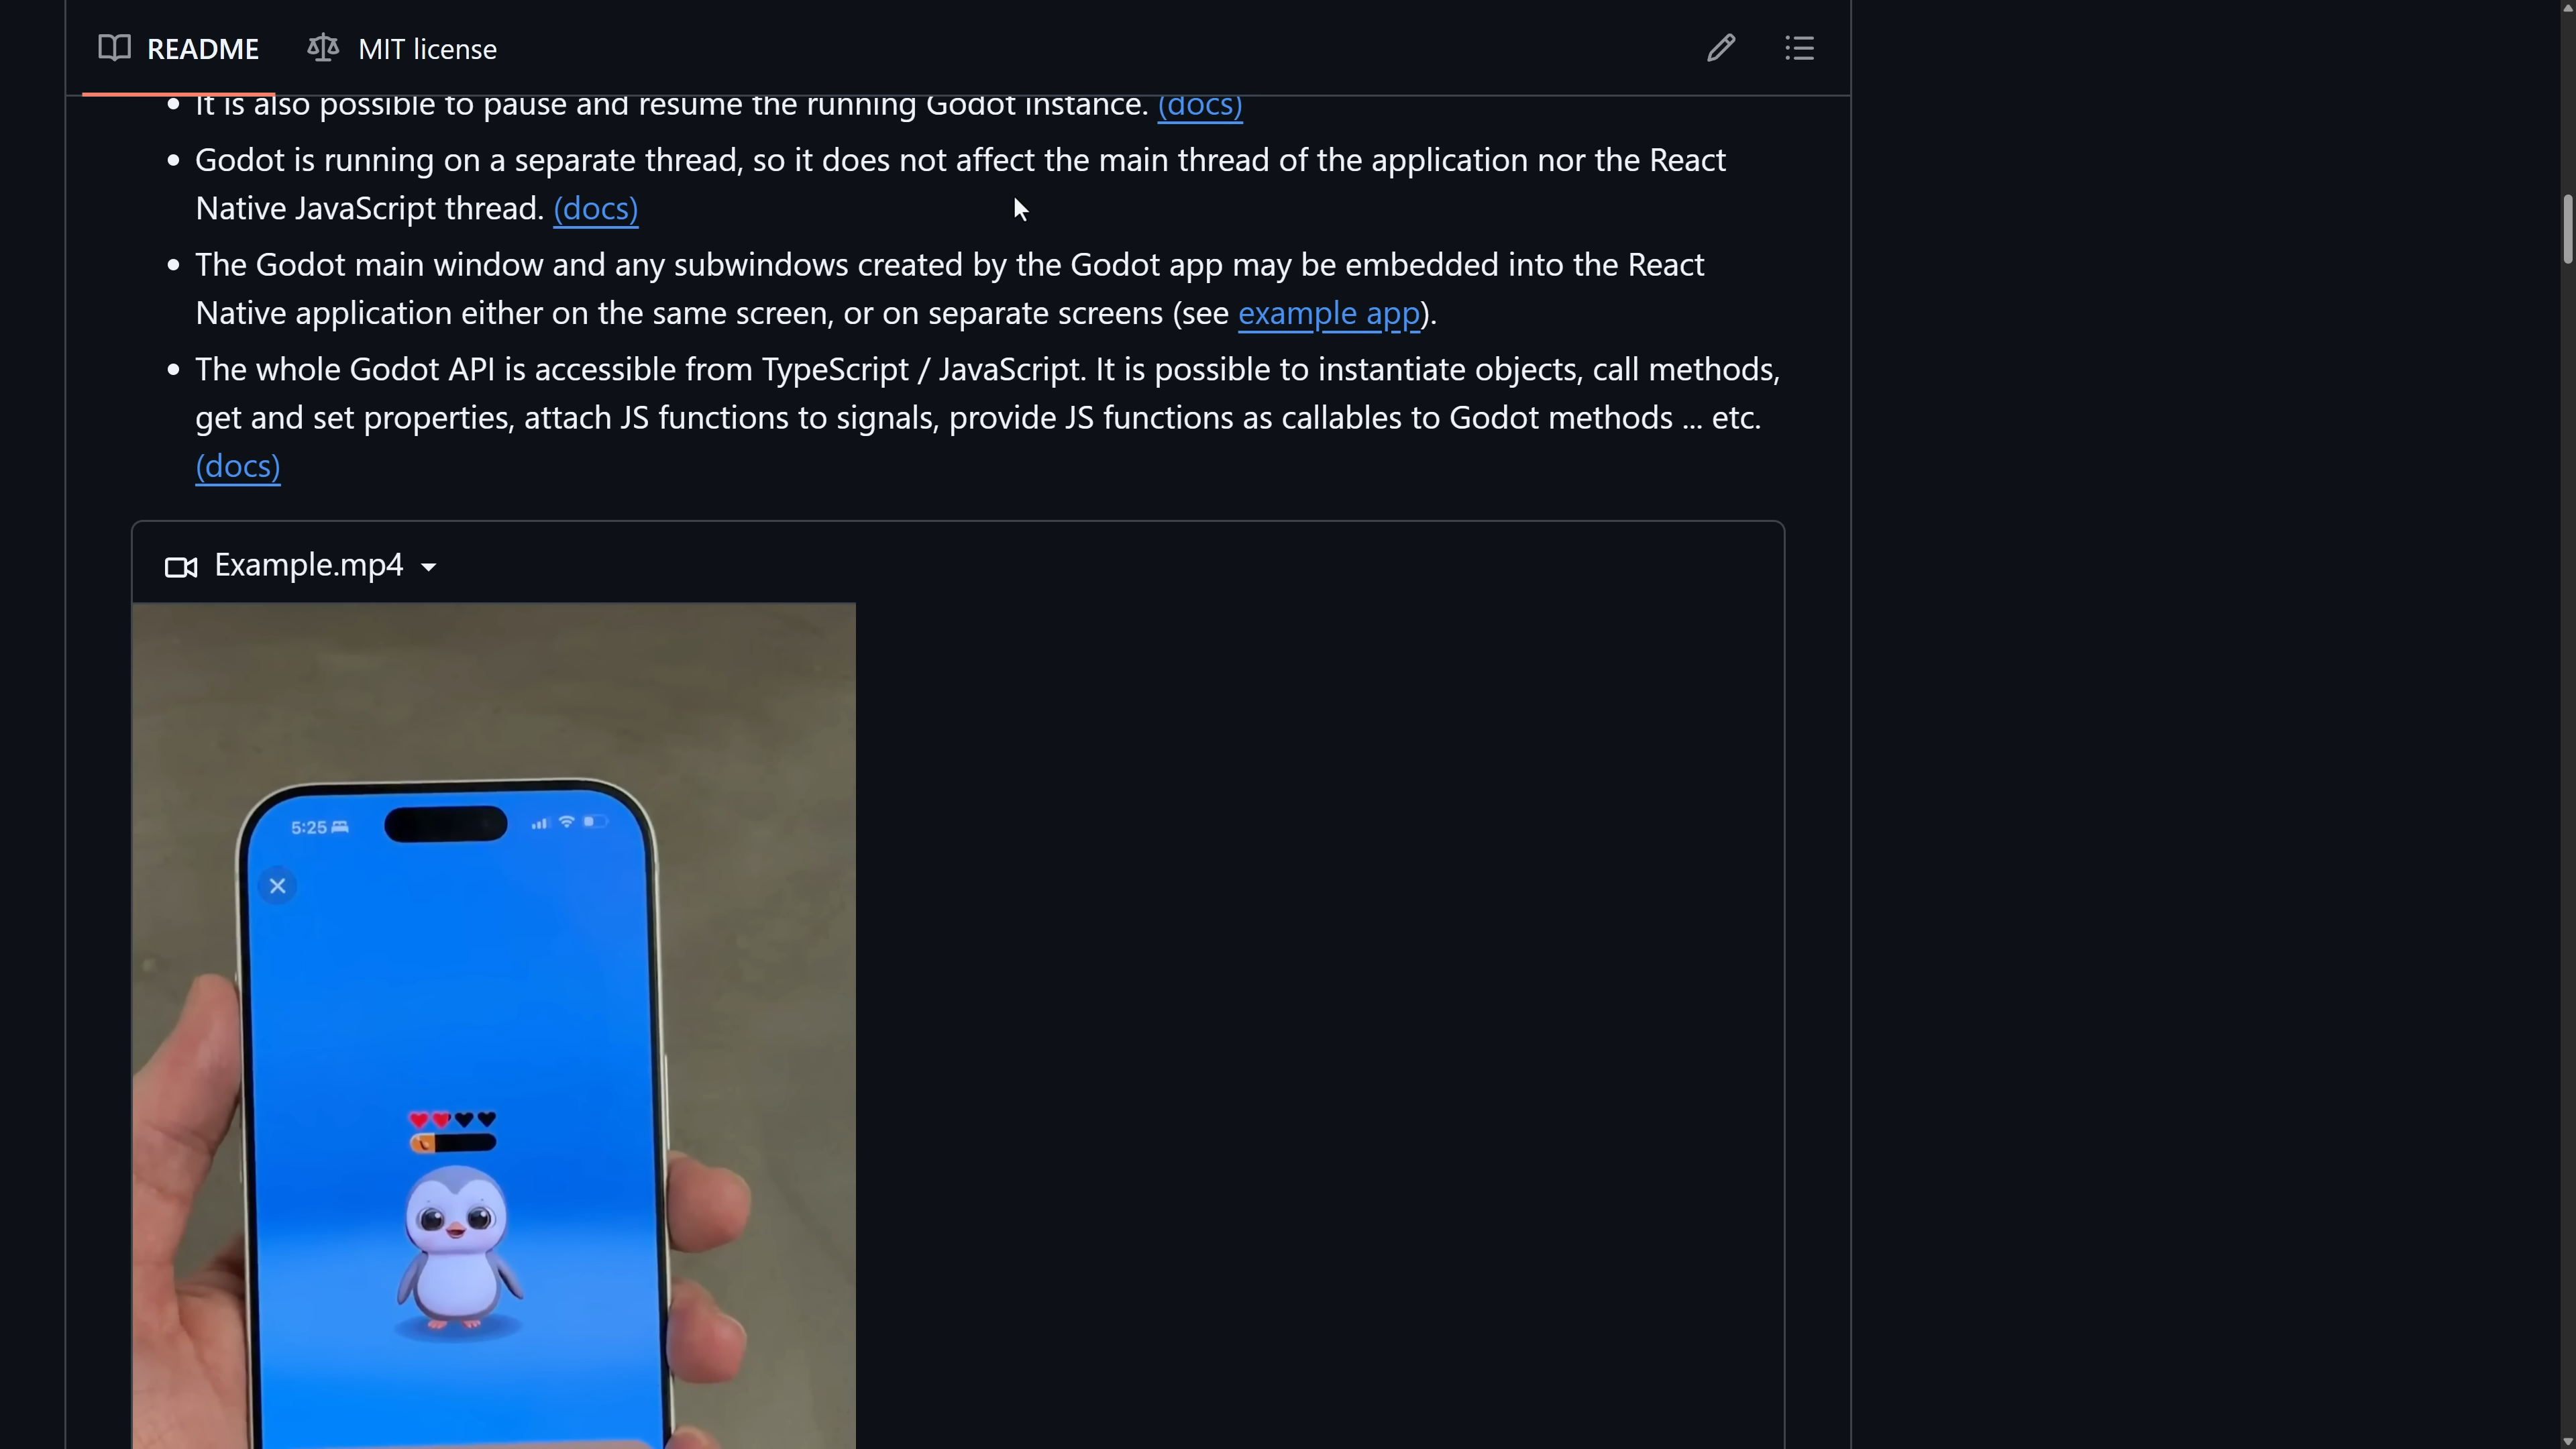 README
MIT license
It is also possible to pause and resume the running Godot instance. (docs)
Godot is running on a separate thread, so it does not affect the main thread of the application nor the React
Native JavaScript thread. (docs)
The Godot main window and any subwindows created by the Godot app may be embedded into the React
Native application either on the same screen, or on separate screens (see example app).
The whole Godot API is accessible from TypeScript / JavaScript. It is possible to instantiate objects, call methods,
get and set properties, attach JS functions to signals, provide JS functions as callables to Godot methods ... etc.
(docs)
Example.mp4
5:25